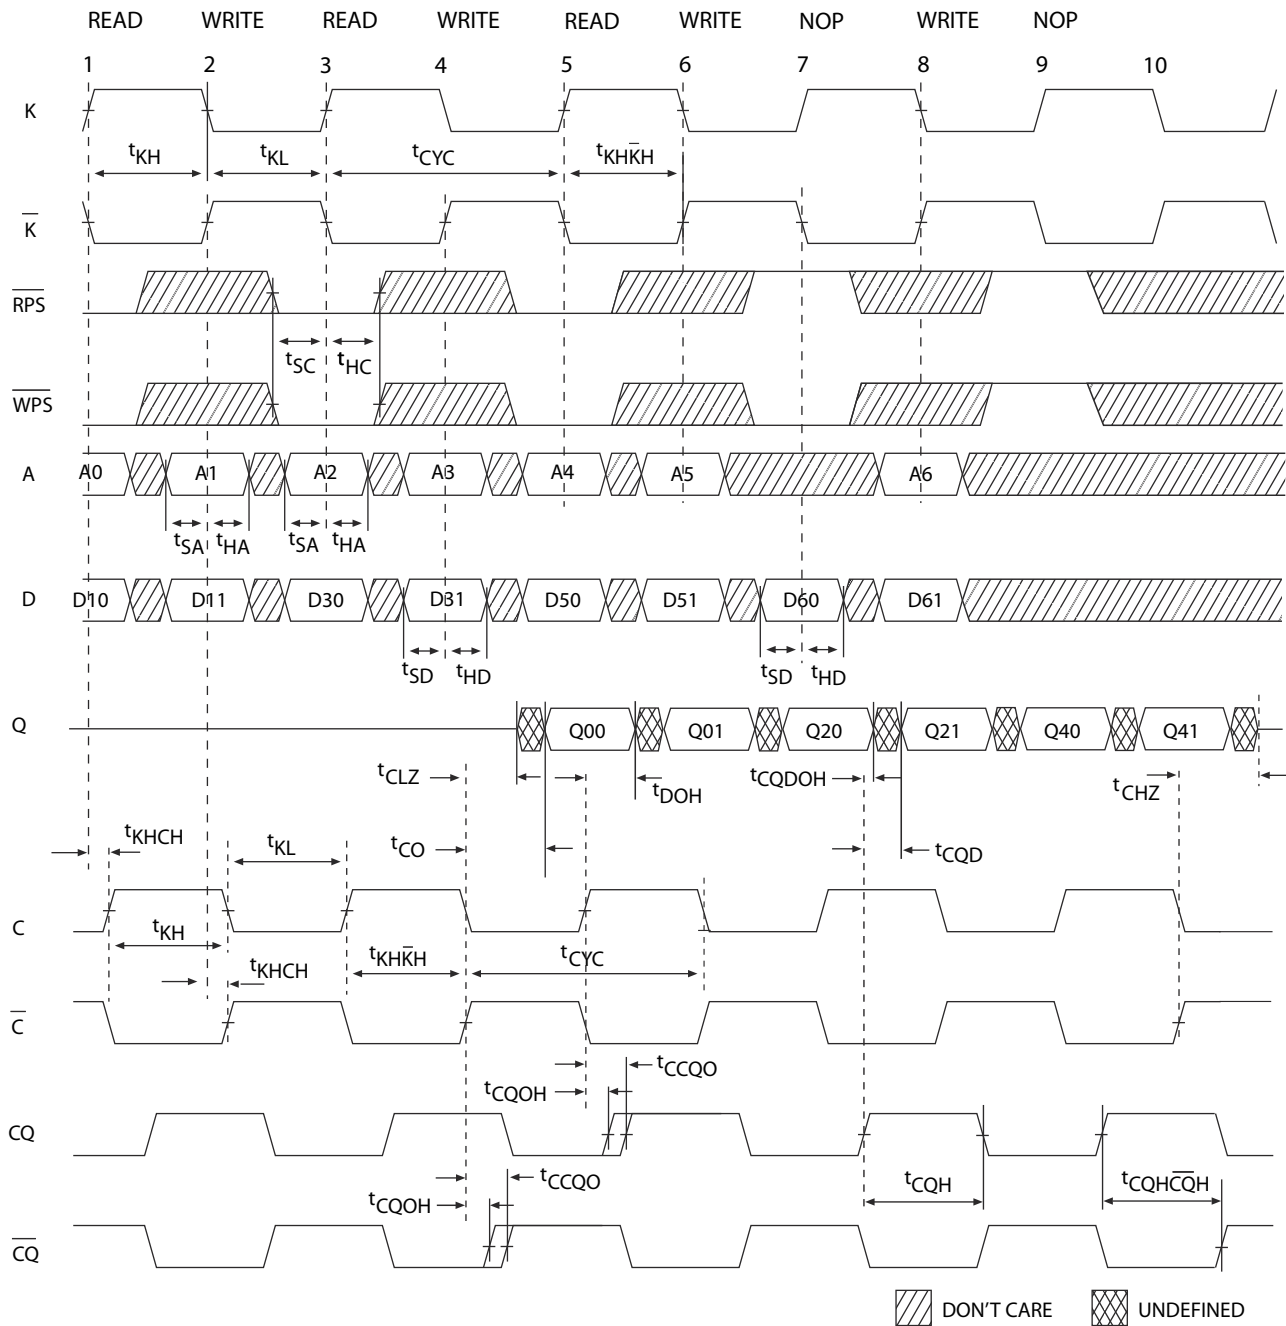 READ WRITE READ WRITE READ WRITE NOP WRITE NOP
1 2 3 4 5 6 7 8 9 10
K
tKH tKL tCYC tKHK̅H
K̅
R̅P̅S̅
tSC tHC
W̅P̅S̅
A A0 A1 A2 A3 A4 A5 A6
tSA tHA tSA tHA
D D10 D11 D30 D31 D50 D51 D60 D61
tSD tHD tSD tHD
Q Q00 Q01 Q20 Q21 Q40 Q41
tCLZ tDOH tCQDOH tCHZ
tKHCH tKL tCO tCQD
C
tKH tKHK̅H tCYC
tKHCH
C̅
tCCQO
tCQOH
CQ
tCCQO tCQH tCQHC̅Q̅H
tCQOH
C̅Q̅
DON'T CARE UNDEFINED